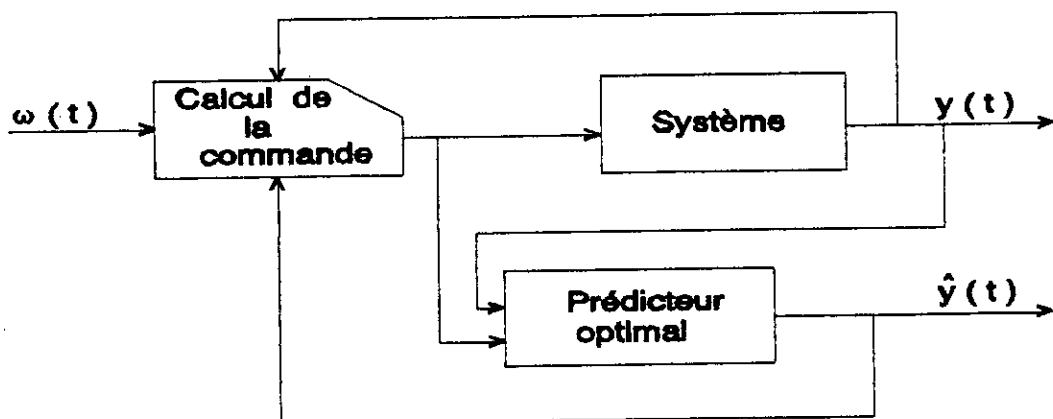 ω(t)
Calcul de
la
commande
Système
y(t)
Prédicteur
optimal
ŷ(t)